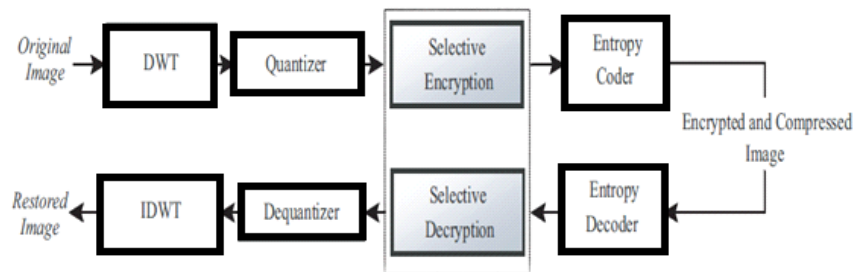 Original
Image
DWT
Quantizer
Selective
Encryption
Entropy
Coder
Encrypted and Compressed
Image
Restored
Image
IDWT
Dequantizer
Selective
Decryption
Entropy
Decoder